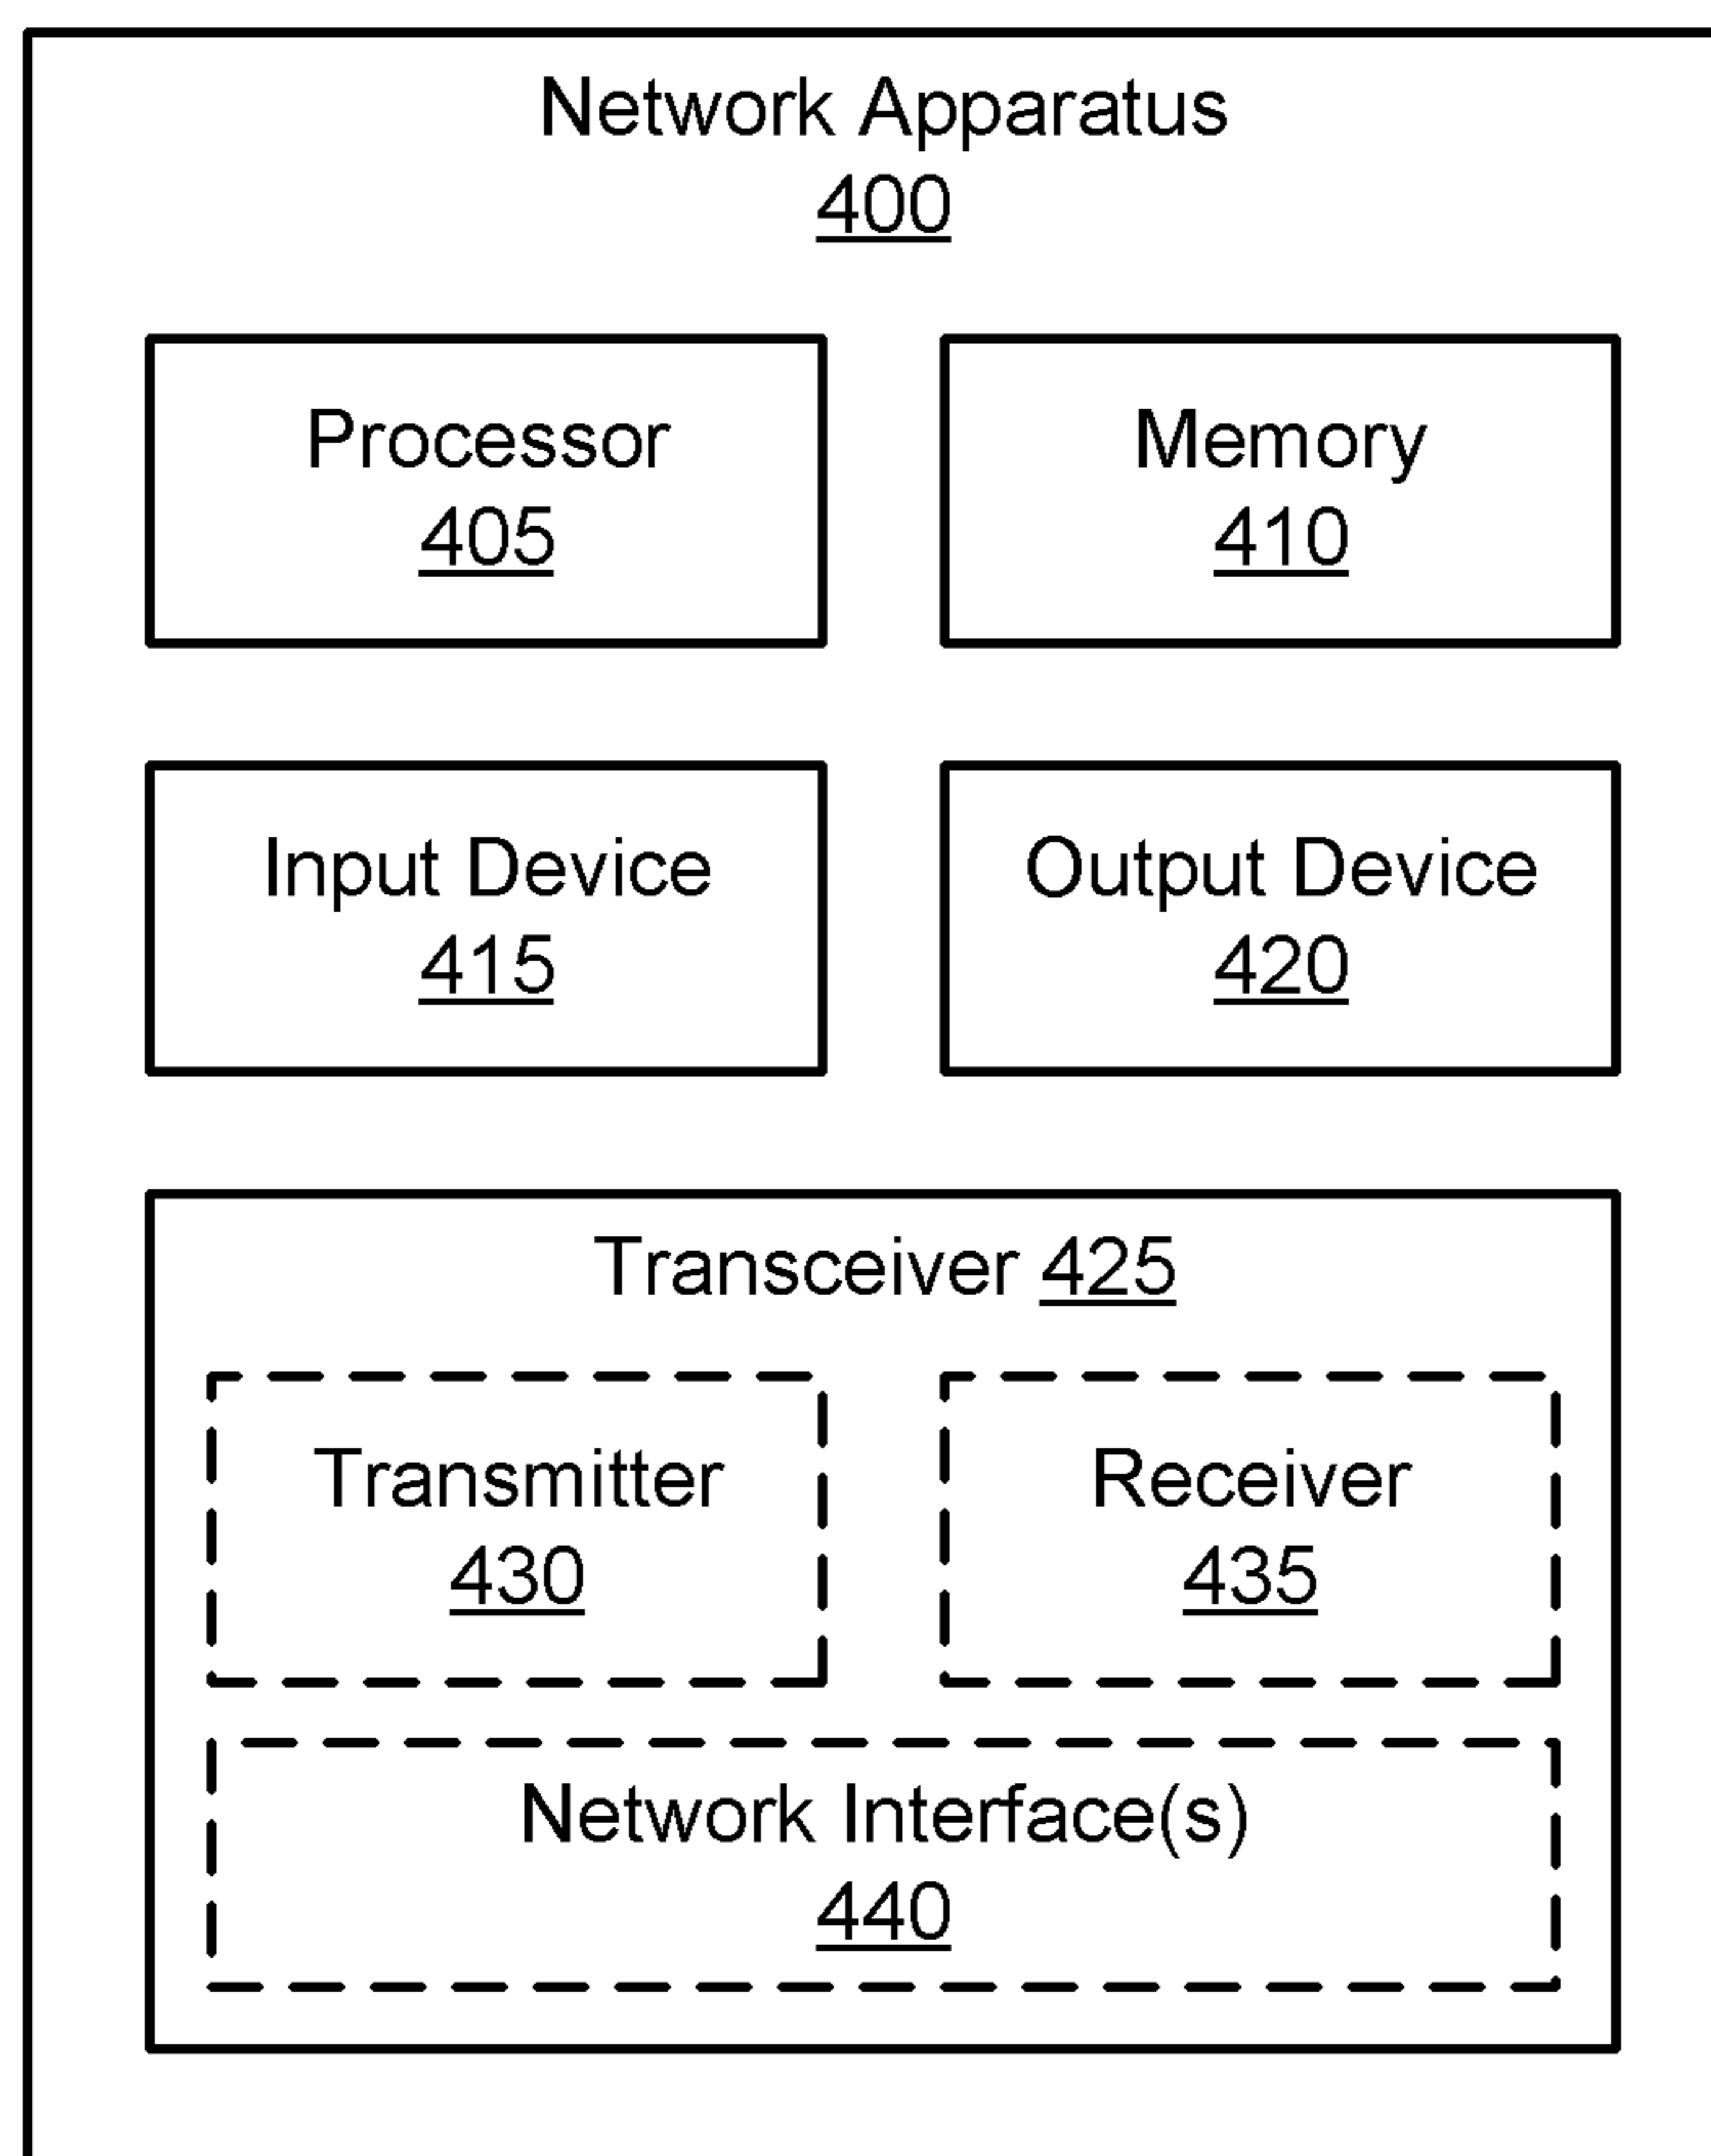 Network Apparatus
400
Processor
405
Memory
410
Input Device
415
Output Device
420
Transceiver 425
Transmitter
430
Receiver
435
Network Interface(s)
440